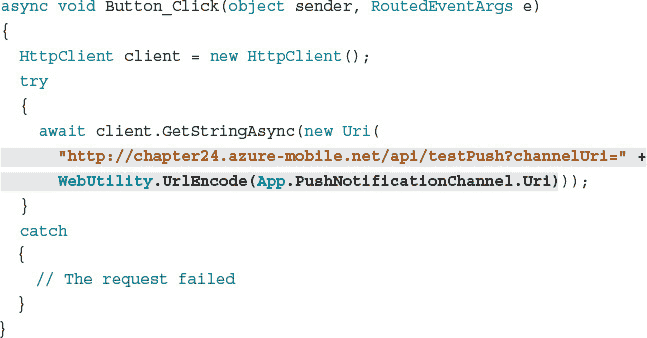 async void Button_Click(object sender, RoutedEventArgs e)
{
  HttpClient client = new HttpClient();
  try
  {
    await client.GetStringAsync(new Uri(
      "http://chapter24.azure-mobile.net/api/testPush?channelUri=" +
      WebUtility.UrlEncode(App.PushNotificationChannel.Uri)));
  }
  catch
  {
    // The request failed
  }
}